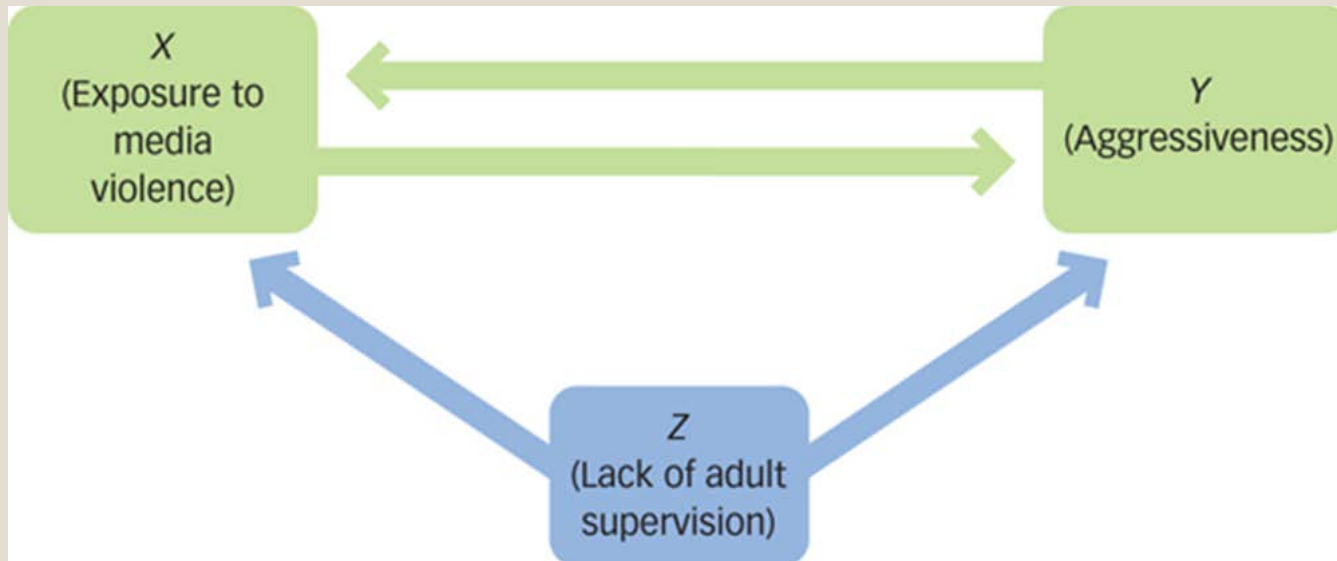 X
(Exposure to
media
violence)
Y
(Aggressiveness)
Z
(Lack of adult
supervision)